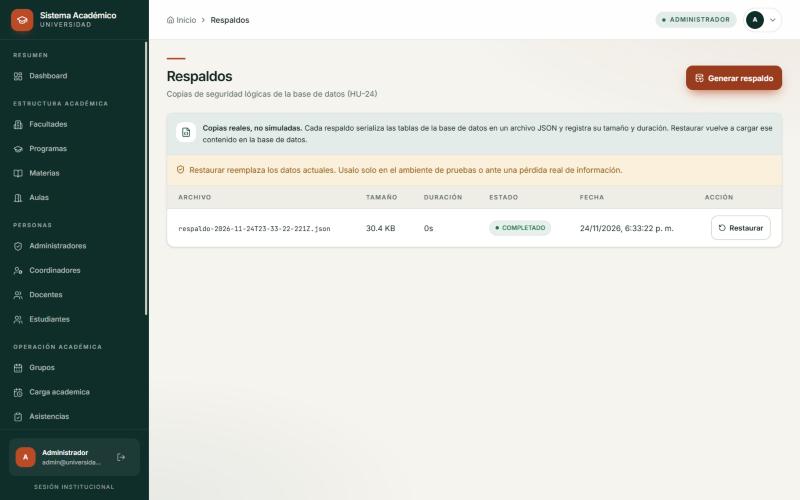 Sistema Académico
UNIVERSIDAD
RESUMEN
Dashboard
ESTRUCTURA ACADÉMICA
Facultades
Programas
Materias
Aulas
PERSONAS
Administradores
Coordinadores
Docentes
Estudiantes
OPERACIÓN ACADÉMICA
Grupos
Carga academica
Asistencias
A
Administrador
admin@universida...
SESIÓN INSTITUCIONAL
Inicio > Respaldos
ADMINISTRADOR
A
Respaldos
Copias de seguridad lógicas de la base de datos (HU-24)
Generar respaldo
Copias reales, no simuladas. Cada respaldo serializa las tablas de la base de datos en un archivo JSON y registra su tamaño y duración. Restaurar vuelve a cargar ese
contenido en la base de datos.
Restaurar reemplaza los datos actuales. Usalo solo en el ambiente de pruebas o ante una pérdida real de información.
ARCHIVO TAMAÑO DURACIÓN ESTADO FECHA ACCIÓN
respaldo-2026-11-24T23-33-22-221Z.json 30.4 KB 0s COMPLETADO 24/11/2026, 6:33:22 p. m. Restaurar